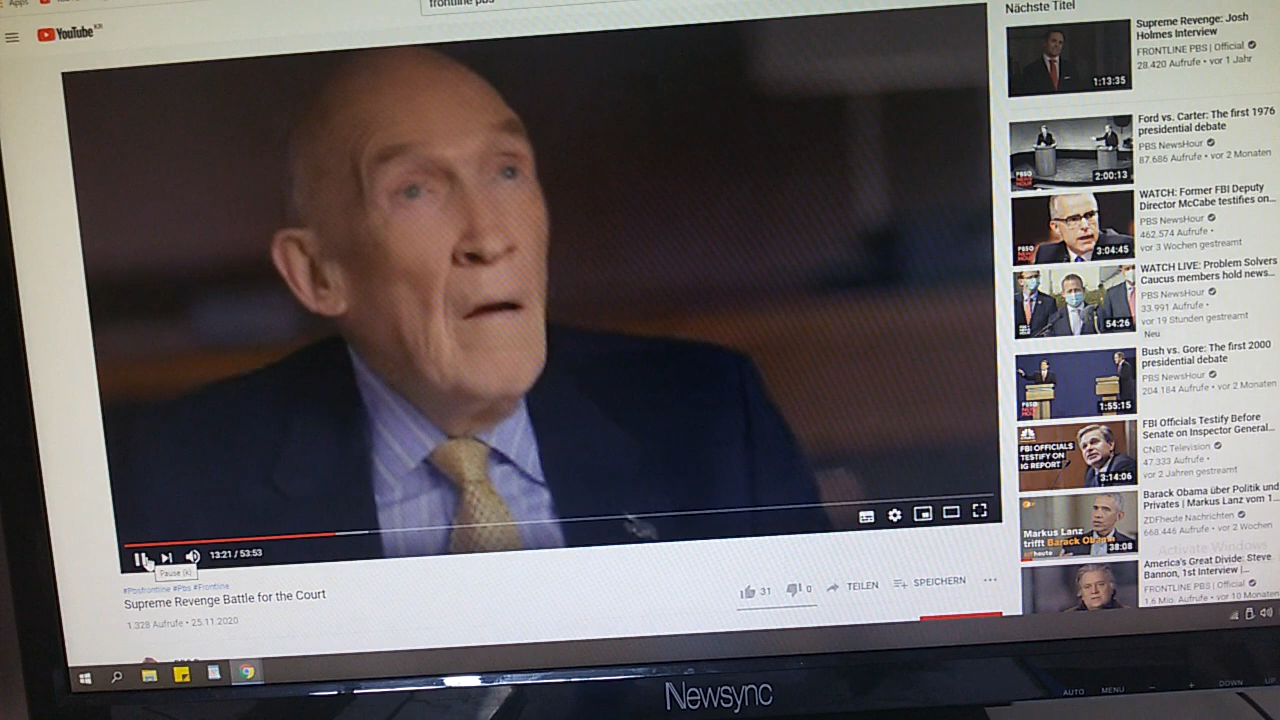 Apps
frontline pbs
YouTube KR
13:21 / 53:53
Pause (k)
#Pbsfrontline #Pbs #Frontline
Supreme Revenge Battle for the Court
1.328 Aufrufe • 25.11.2020
31
0
TEILEN
SPEICHERN
Nächste Titel
1:13:35
Supreme Revenge: Josh
Holmes Interview
FRONTLINE PBS | Official
28.420 Aufrufe • vor 1 Jahr
2:00:13
Ford vs. Carter: The first 1976
presidential debate
PBS NewsHour
87.686 Aufrufe • vor 2 Monaten
3:04:45
WATCH: Former FBI Deputy
Director McCabe testifies on...
PBS NewsHour
462.574 Aufrufe •
vor 3 Wochen gestreamt
54:26
WATCH LIVE: Problem Solvers
Caucus members hold news...
PBS NewsHour
33.991 Aufrufe •
vor 19 Stunden gestreamt
Neu
1:55:15
Bush vs. Gore: The first 2000
presidential debate
PBS NewsHour
204.184 Aufrufe • vor 2 Monaten
FBI OFFICIALS
TESTIFY ON
IG REPORT
3:14:06
FBI Officials Testify Before
Senate on Inspector General...
CNBC Television
47.333 Aufrufe •
vor 2 Jahren gestreamt
Markus Lanz
trifft Barack Obama
heute
38:08
Barack Obama über Politik und
Privates | Markus Lanz vom 1...
ZDFheute Nachrichten
668.446 Aufrufe • vor 2 Wochen
Activate Windows
America's Great Divide: Steve
Bannon, 1st Interview |...
FRONTLINE PBS | Official
1,6 Mio. Aufrufe • vor 10 Monaten
Newsync
AUTO MENU - + DOWN UP